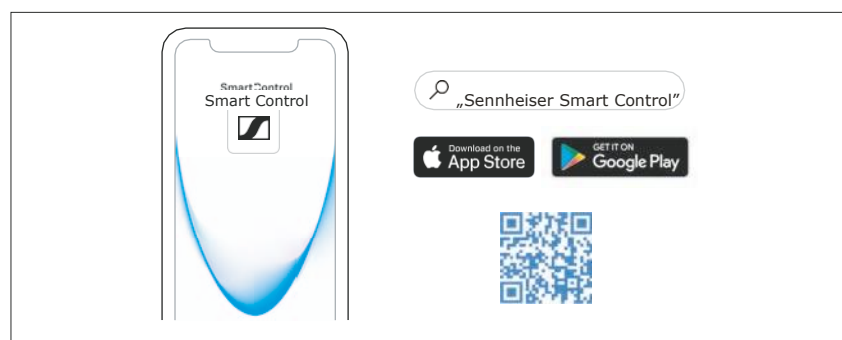 SmartControl
Smart Control
„Sennheiser Smart Control”
Download on the
App Store
GET IT ON
Google Play